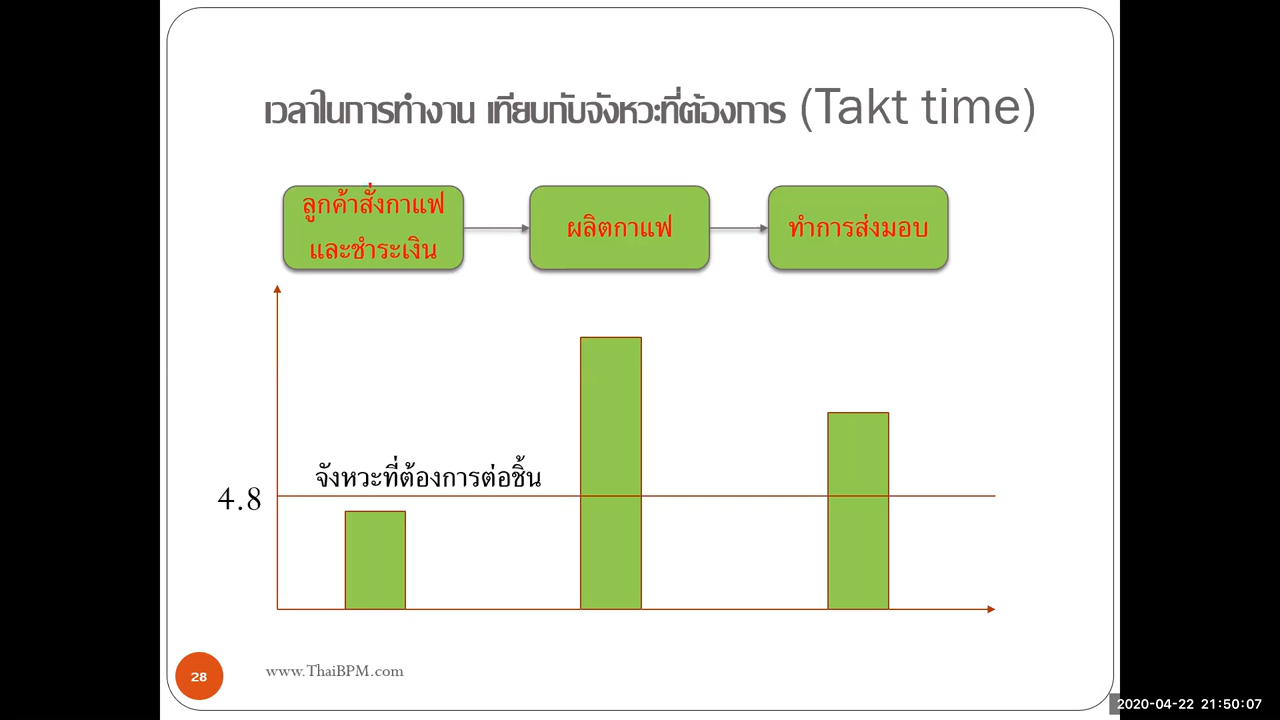 เวลาในการทำงาน เทียบกับจังหวะที่ต้องการ (Takt time)
ลูกค้าสั่งกาแฟ
และชำระเงิน
ผลิตกาแฟ
ทำการส่งมอบ
จังหวะที่ต้องการต่อชิ้น
4.8
28
www.ThaiBPM.com
2020-04-22 21:50:07